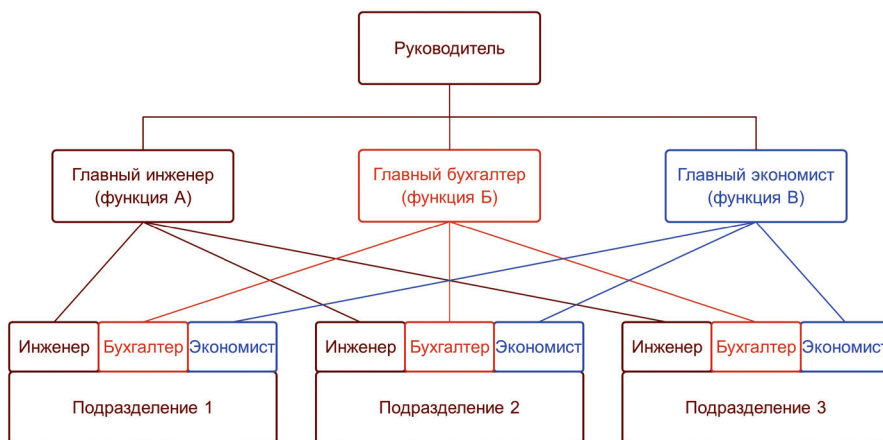 Руководитель
Главный инженер
(функция А)
Главный бухгалтер
(функция Б)
Главный экономист
(функция В)
Инженер
Бухгалтер
Экономист
Инженер
Бухгалтер
Экономист
Инженер
Бухгалтер
Экономист
Подразделение 1
Подразделение 2
Подразделение 3